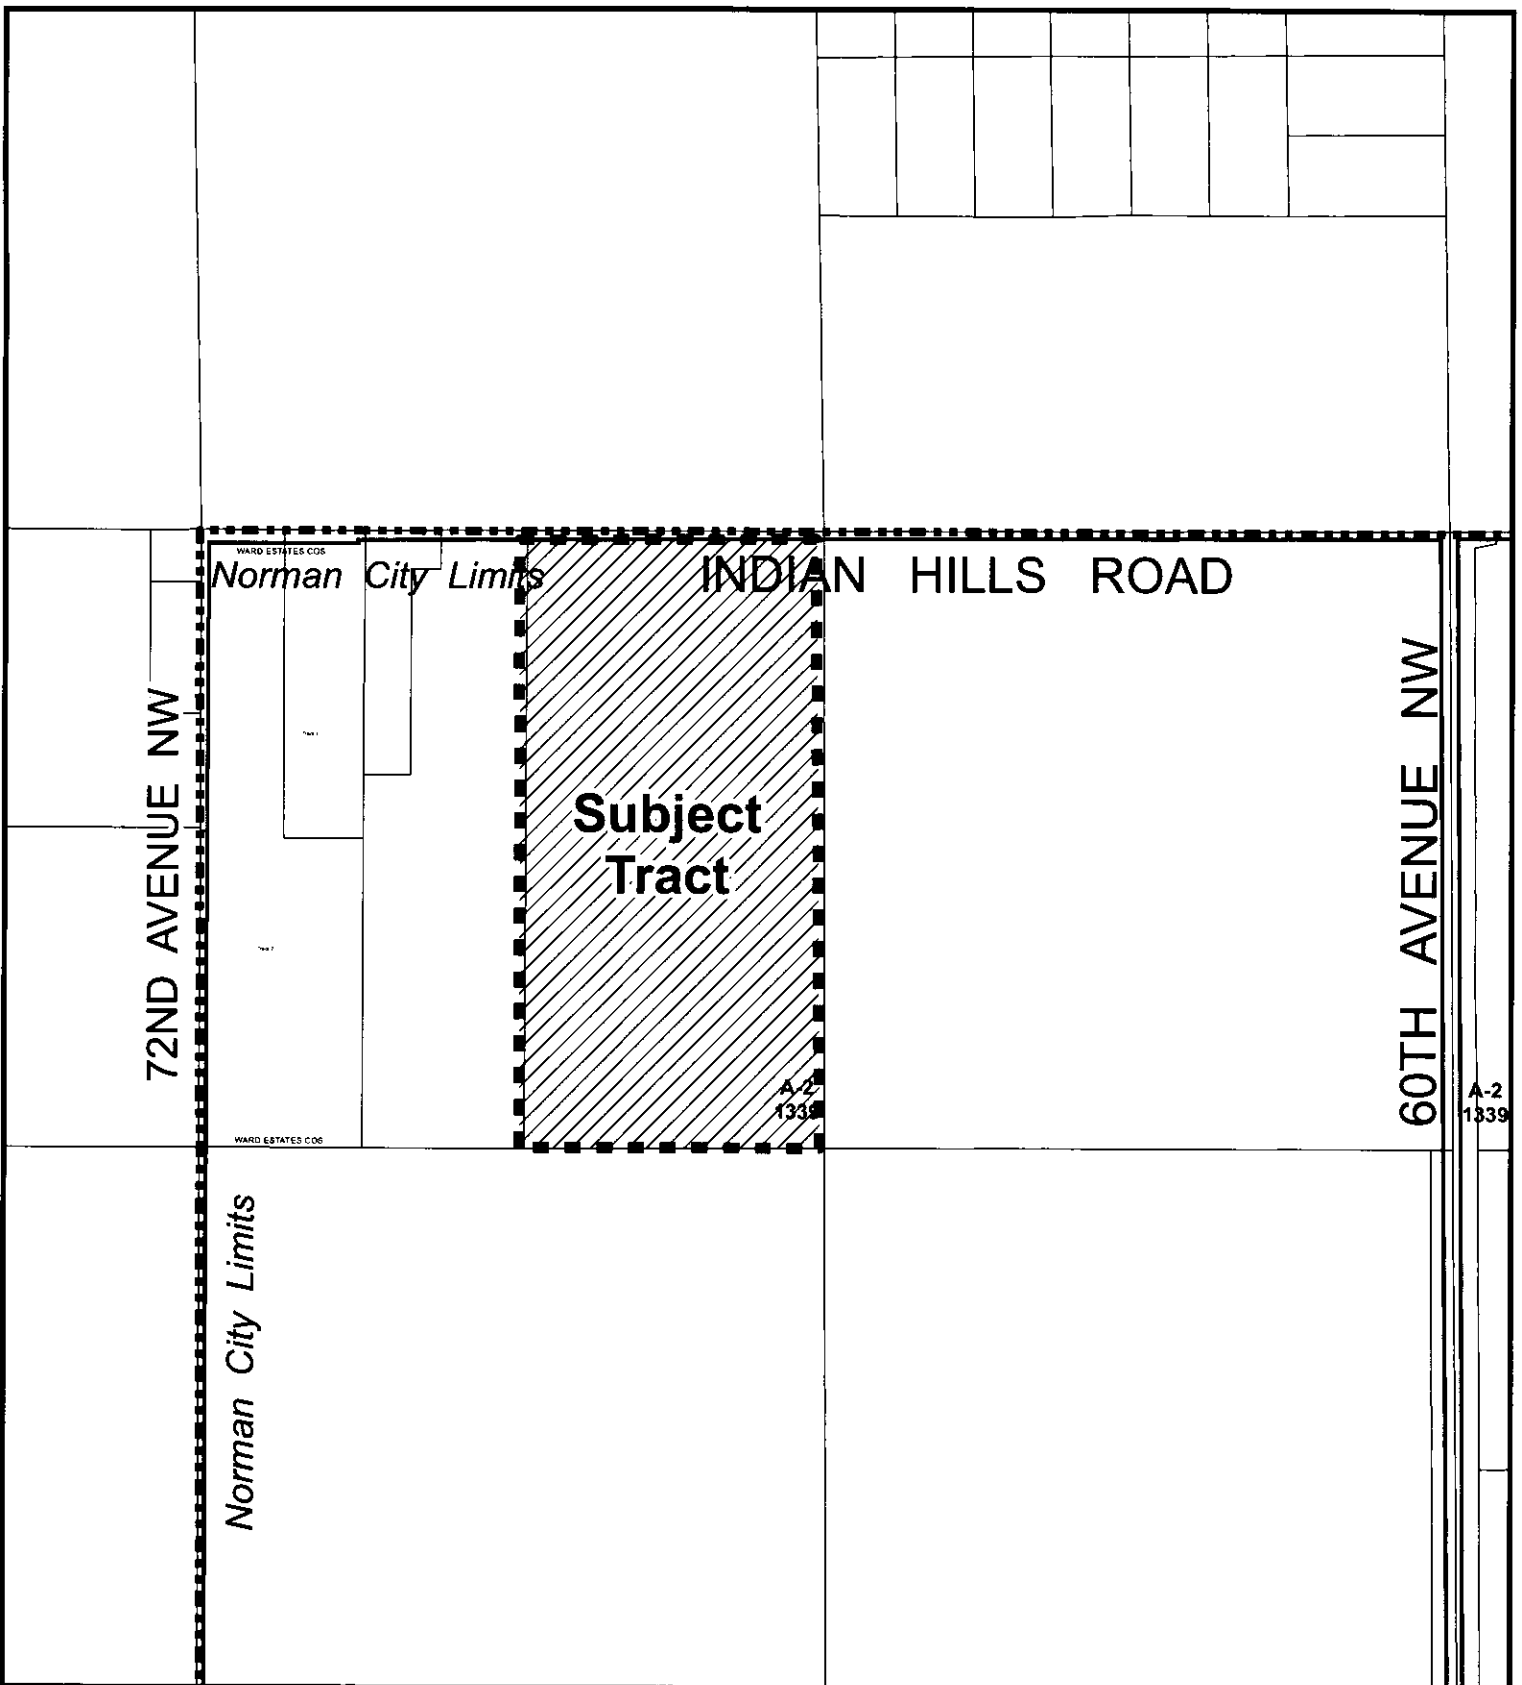 WARD ESTATES COS
Norman City Limits
INDIAN HILLS ROAD
72ND AVENUE NW
60TH AVENUE NW
Subject
Tract
A-2
1339
A-2
1339
WARD ESTATES COS
Norman City Limits